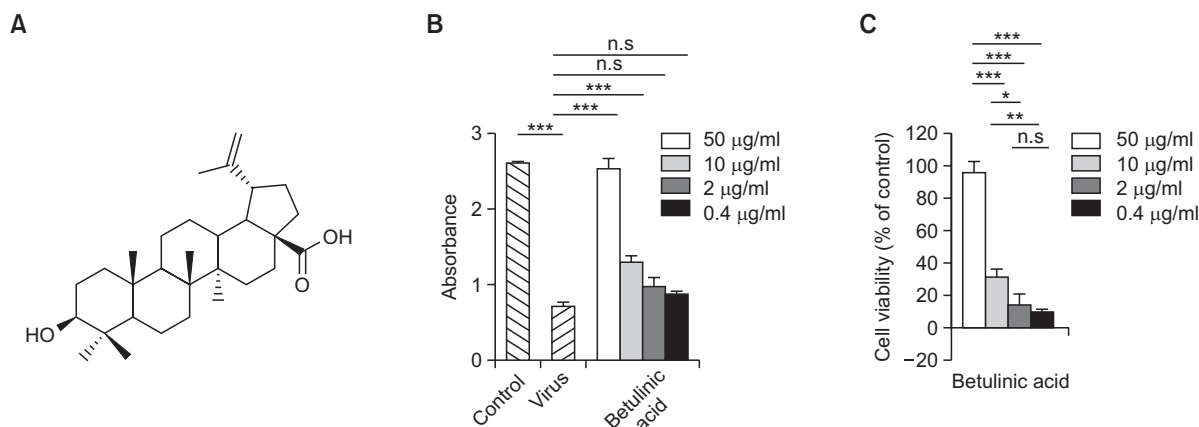 A
OH
O
HO
B
n.s
n.s
***
***
***
3
2
1
0
Absorbance
Control
Virus
Betulinic
acid
50 μg/ml
10 μg/ml
2 μg/ml
0.4 μg/ml
C
***
***
***
*
**
n.s
120
100
80
60
40
20
0
−20
Cell viability (% of control)
Betulinic acid
50 μg/ml
10 μg/ml
2 μg/ml
0.4 μg/ml